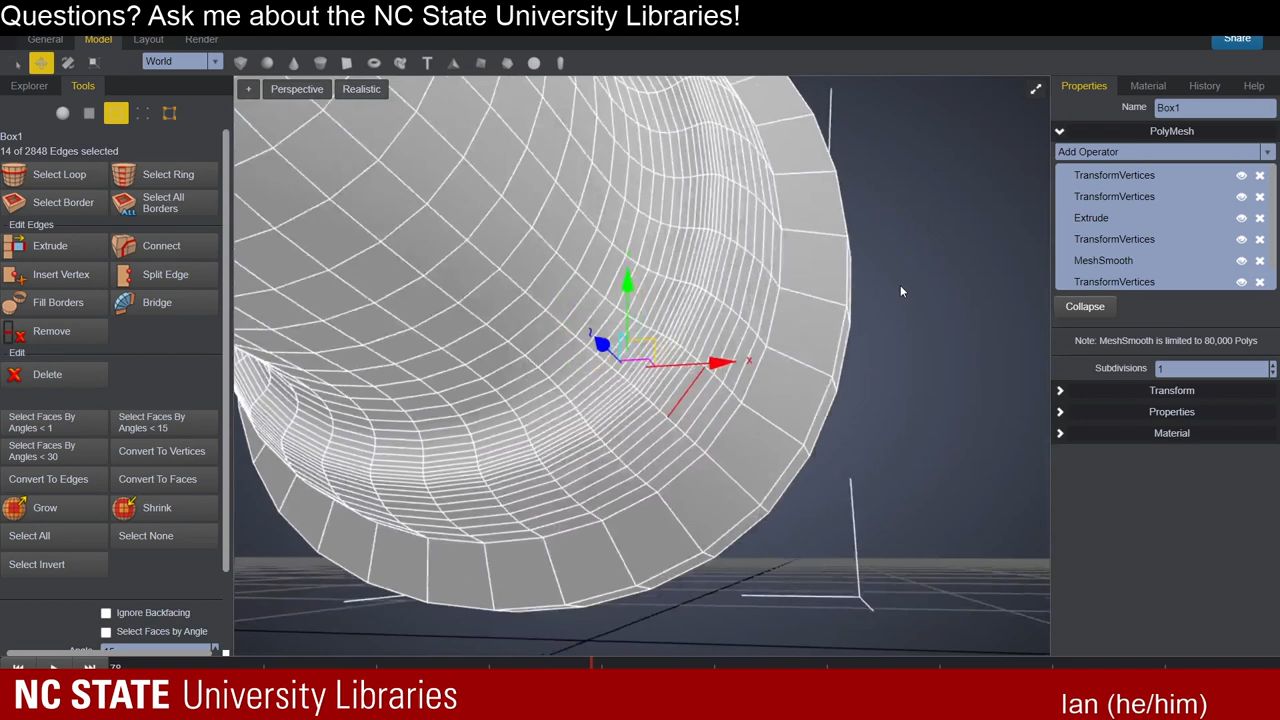 Questions? Ask me about the NC State University Libraries!
General Model Layout Render Share
World
Explorer Tools
+ Perspective Realistic
Properties Material History Help
Name Box1
Box1
14 of 2848 Edges selected
PolyMesh
Add Operator
Select Loop Select Ring
TransformVertices
Select Border Select All Borders
TransformVertices
Edit Edges
Extrude
Extrude Connect
TransformVertices
Insert Vertex Split Edge
MeshSmooth
TransformVertices
Fill Borders Bridge
Collapse
Remove
Note: MeshSmooth is limited to 80,000 Polys
Edit
Subdivisions 1
Delete
Transform
Select Faces By Angles < 1 Select Faces By Angles < 15
Properties
Material
Select Faces By Angles < 30 Convert To Vertices
Convert To Edges Convert To Faces
Grow Shrink
Select All Select None
Select Invert
Ignore Backfacing
Select Faces by Angle
x
NC STATE University Libraries
Ian (he/him)